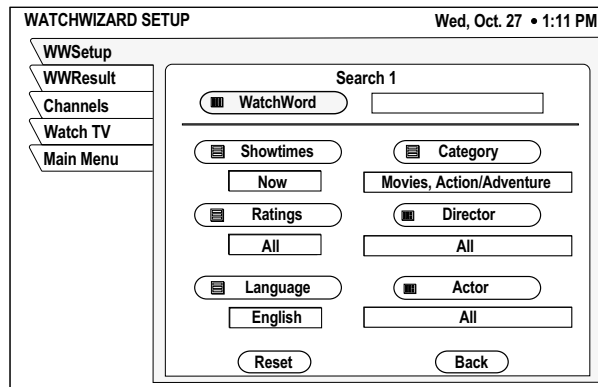 WATCHWIZARD SETUP Wed, Oct. 27 • 1:11 PM
WWSetup
WWResult
Channels
Watch TV
Main Menu
Search 1
WatchWord
Showtimes Category
Now Movies, Action/Adventure
Ratings Director
All All
Language Actor
English All
Reset Back